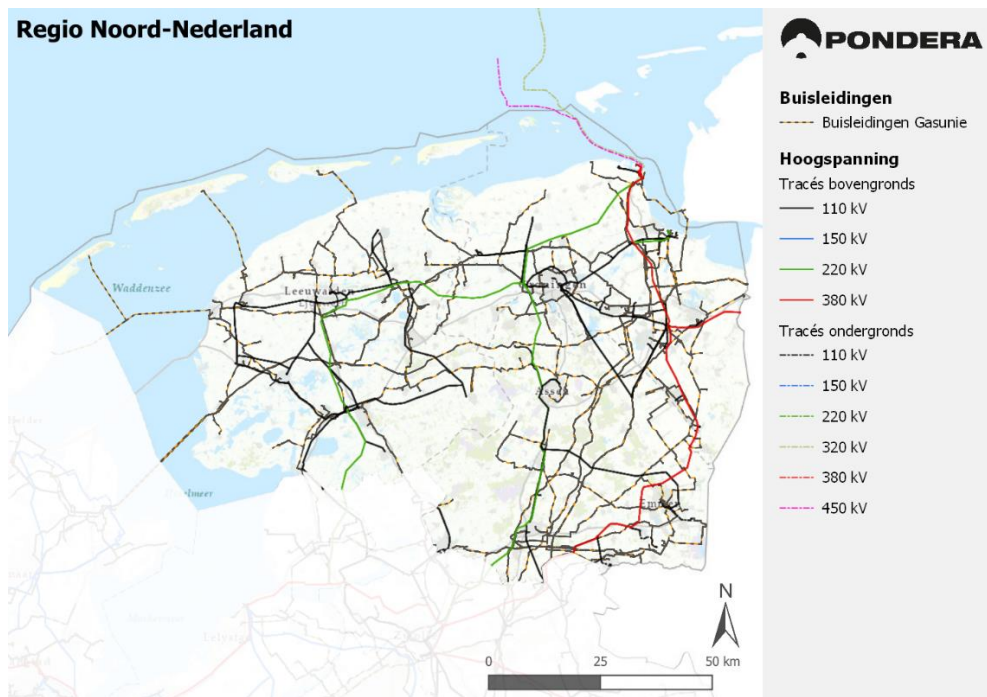 Regio Noord-Nederland
PONDERA
Buisleidingen
Buisleidingen Gasunie
Hoogspanning
Tracés bovengronds
110 kV
150 kV
220 kV
380 kV
Tracés ondergronds
110 kV
150 kV
220 kV
320 kV
380 kV
450 kV
Waddenzee
Leeuwarden
Assen
Lelystad
N
0 25 50 km